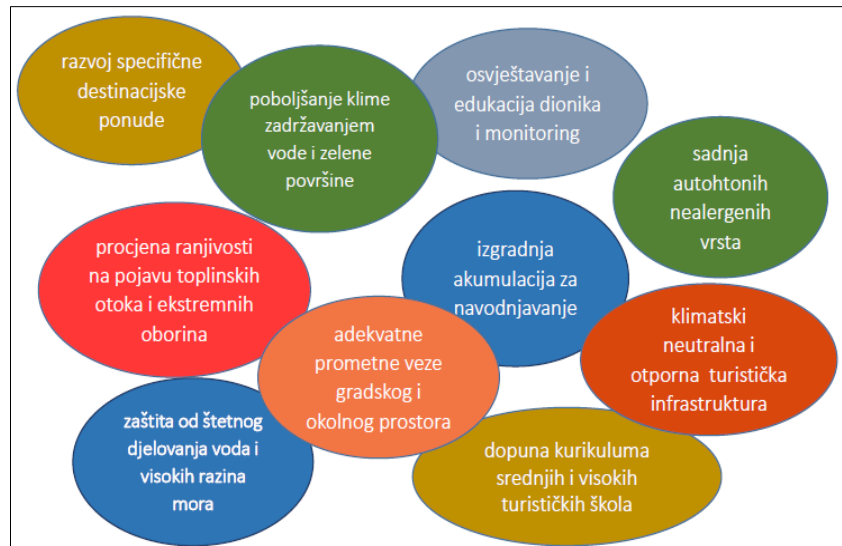 razvoj specifične
destinacijske
ponude
poboljšanje klime
zadržavanjem
vode i zelene
površine
osvještavanje i
edukacija dionika
i monitoring
sadnja
autohtonih
nealergenih
vrsta
procjena ranjivosti
na pojavu toplinskih
otoka i ekstremnih
oborina
izgradnja
akumulacija za
navodnjavanje
adekvatne
prometne veze
gradskog i
okolnog prostora
klimatski
neutralna i
otporna turistička
infrastruktura
zaštita od štetnog
djelovanja voda i
visokih razina
mora
dopuna kurikuluma
srednjih i visokih
turističkih škola